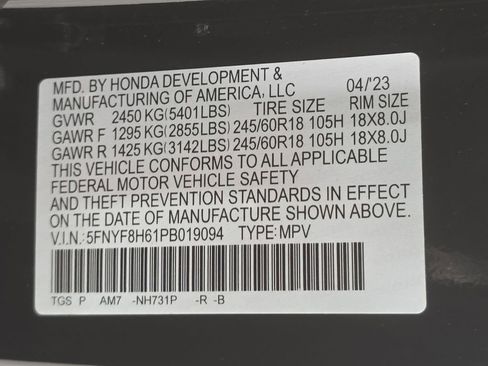 MFD. BY HONDA DEVELOPMENT &
MANUFACTURING OF AMERICA, LLC 04/'23
GVWR 2450 KG(5401LBS) TIRE SIZE RIM SIZE
GAWR F 1295 KG(2855LBS) 245/60R18 105H 18X8.0J
GAWR R 1425 KG(3142LBS) 245/60R18 105H 18X8.0J
THIS VEHICLE CONFORMS TO ALL APPLICABLE
FEDERAL MOTOR VEHICLE SAFETY
AND THEFT PREVENTION STANDARDS IN EFFECT
ON THE DATE OF MANUFACTURE SHOWN ABOVE.
V.I.N.:5FNYF8H61PB019094 TYPE:MPV
TGS P AM7 -NH731P -R -B